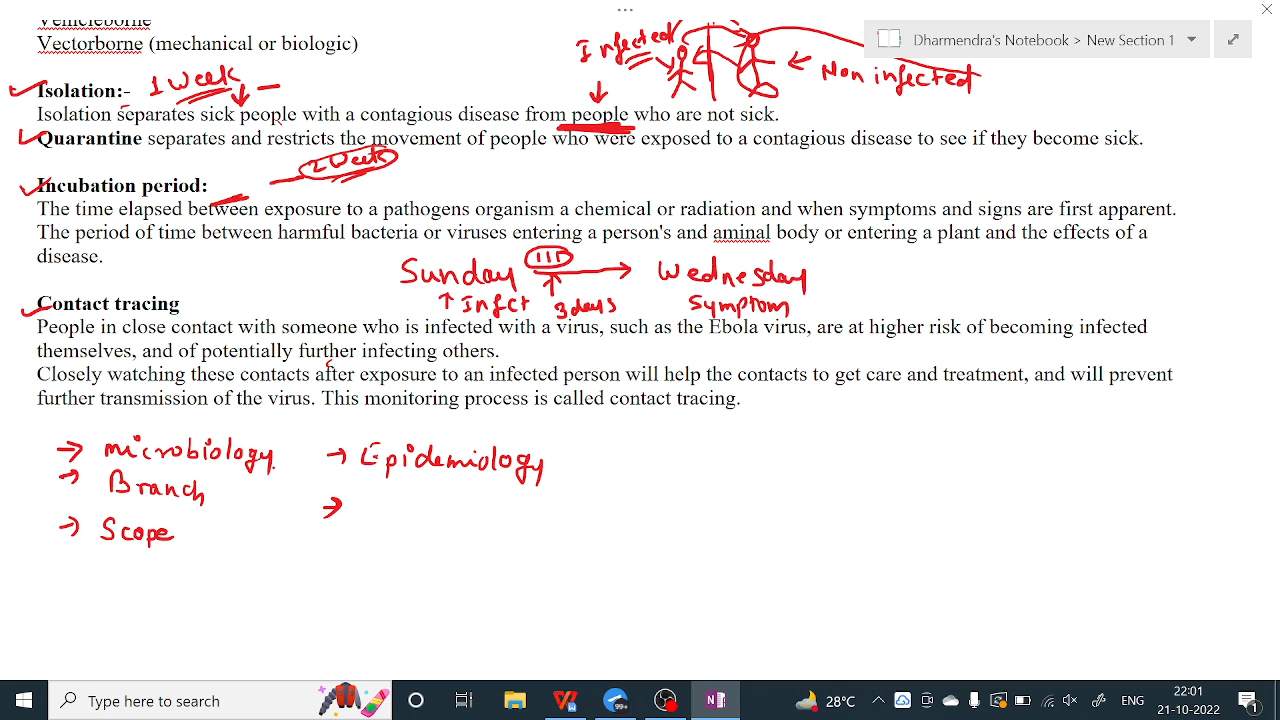 Vehicleborne
Vectorborne (mechanical or biologic)
Infected
Non infected
Dharmendra's Notebook > New Section 1
1 Week
Isolation:-
Isolation separates sick people with a contagious disease from people who are not sick.
Quarantine separates and restricts the movement of people who were exposed to a contagious disease to see if they become sick.
2 Week
Incubation period:
The time elapsed between exposure to a pathogens organism a chemical or radiation and when symptoms and signs are first apparent.
The period of time between harmful bacteria or viruses entering a person's and aminal body or entering a plant and the effects of a
disease.
Sunday → Wednesday
↑ Infct 3 days Symptom
Contact tracing
People in close contact with someone who is infected with a virus, such as the Ebola virus, are at higher risk of becoming infected
themselves, and of potentially further infecting others.
Closely watching these contacts after exposure to an infected person will help the contacts to get care and treatment, and will prevent
further transmission of the virus. This monitoring process is called contact tracing.
→ microbiology → Epidemiology
→ Branch
→ Scope
Type here to search
99+
28°C
ENG
22:01
21-10-2022
1